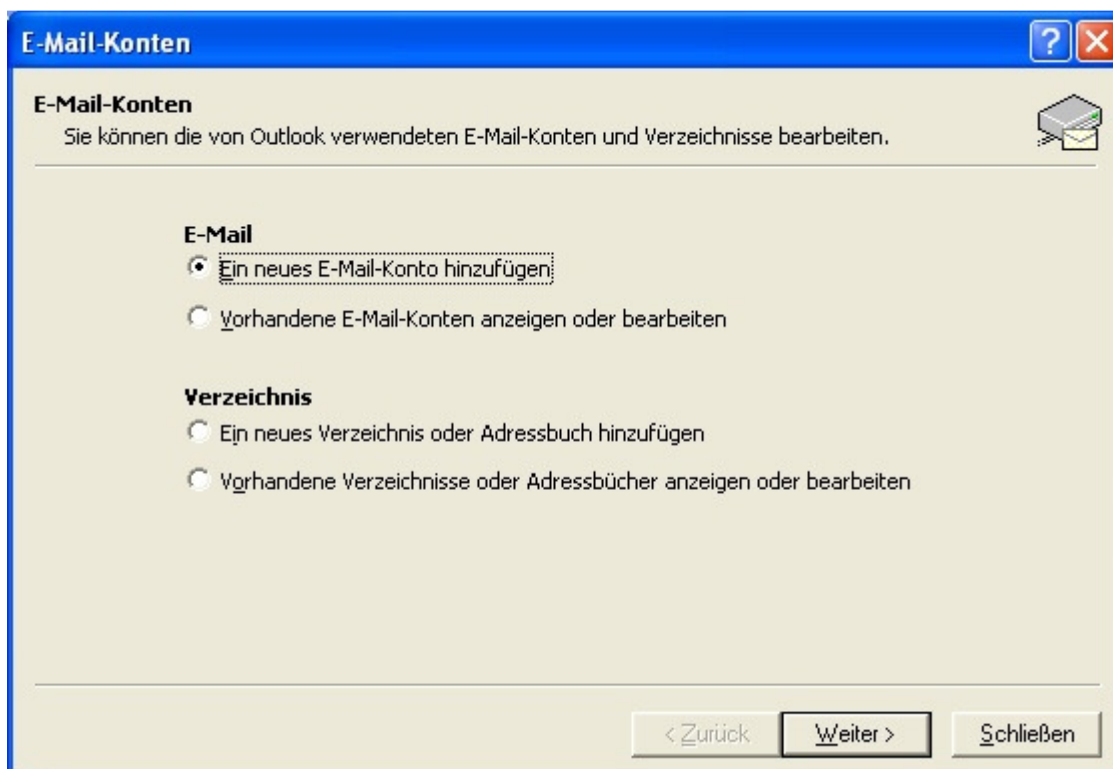 E-Mail-Konten
E-Mail-Konten
Sie können die von Outlook verwendeten E-Mail-Konten und Verzeichnisse bearbeiten.
E-Mail
Ein neues E-Mail-Konto hinzufügen
Vorhandene E-Mail-Konten anzeigen oder bearbeiten
Verzeichnis
Ein neues Verzeichnis oder Adressbuch hinzufügen
Vorhandene Verzeichnisse oder Adressbücher anzeigen oder bearbeiten
< Zurück Weiter > Schließen